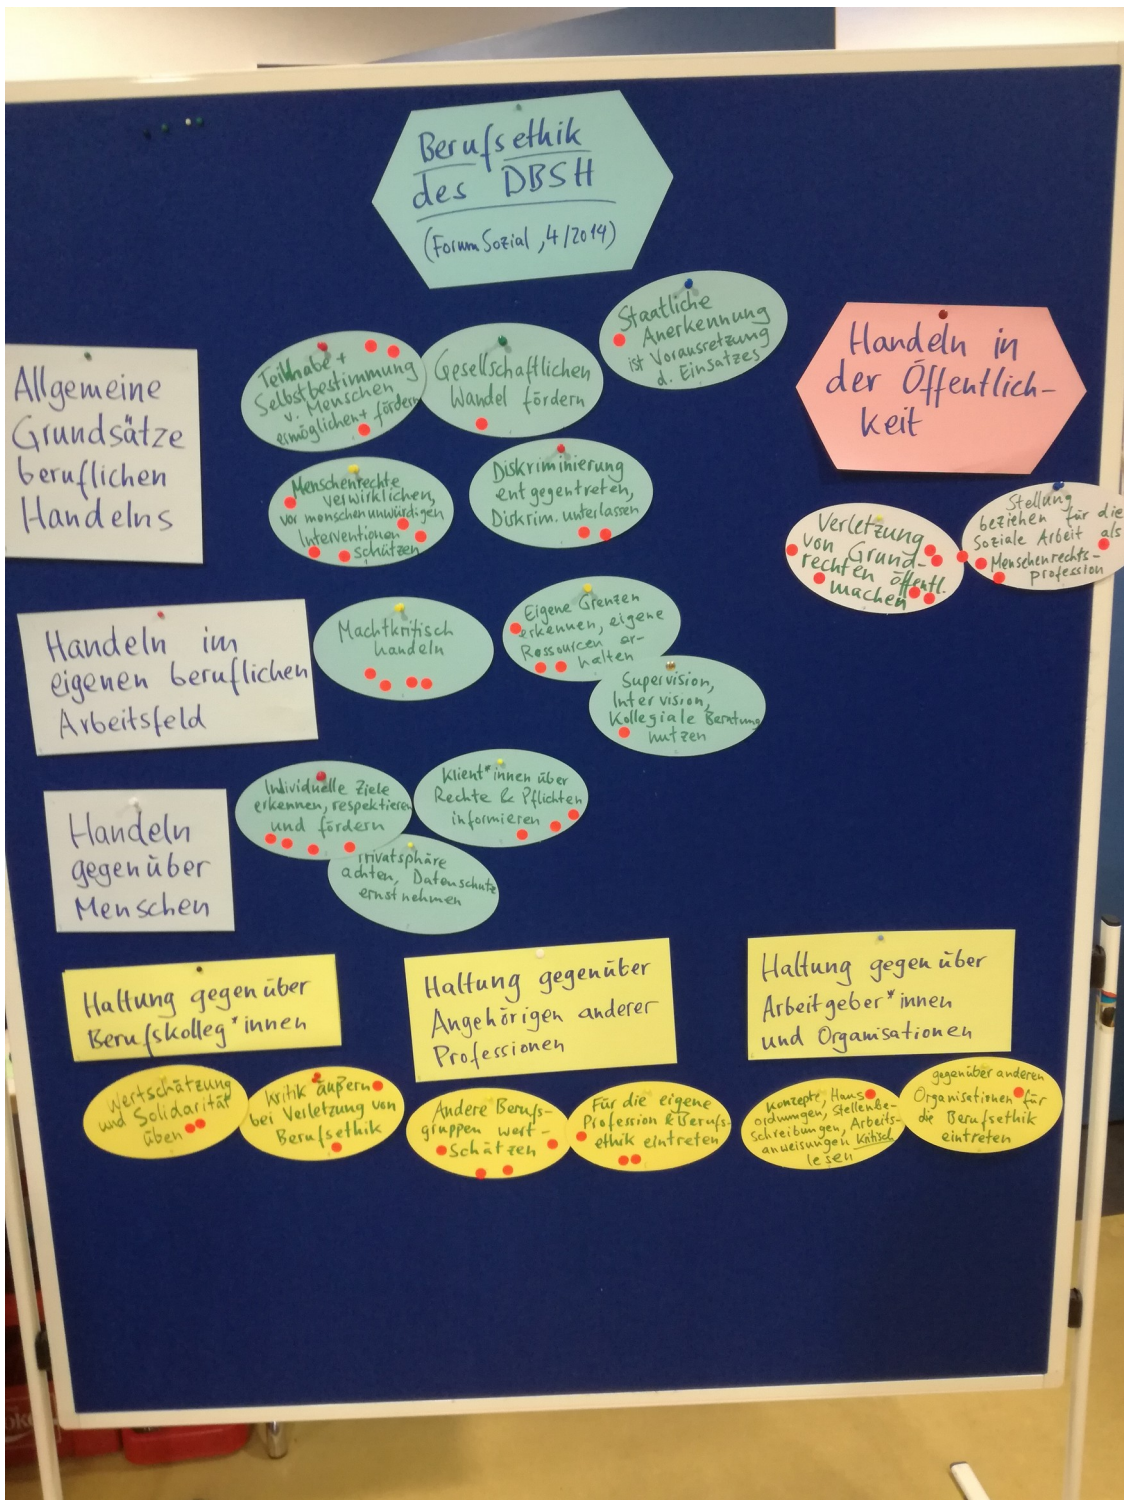 Berufsethik
des DBSH
(Forum Sozial, 4/2014)
Staatliche
Anerkennung
ist Voraussetzung
d. Einsatzes
Handeln in
der Öffentlich-
keit
Allgemeine
Grundsätze
beruflichen
Handelns
Teilhabe +
Selbstbestimmung
v. Menschen
ermöglichen + fördern
Gesellschaftlichen
Wandel fördern
Menschenrechte
verwirklichen,
vor menschenunwürdigen
Interventionen
schützen
Diskriminierung
entgegentreten,
Diskrim. unterlassen
Verletzung
von Grund-
rechten öffentl.
machen
Stellung
beziehen für die
Soziale Arbeit als
Menschenrechts-
profession
Handeln im
eigenen beruflichen
Arbeitsfeld
Machtkritisch
handeln
Eigene Grenzen
erkennen, eigene
Ressourcen er-
halten
Supervision,
Intervision,
Kollegiale Beratung
nutzen
Handeln
gegenüber
Menschen
Individuelle Ziele
erkennen, respektieren
und fördern
Klient*innen über
Rechte & Pflichten
informieren
Privatsphäre
achten, Datenschutz
ernst nehmen
Haltung gegenüber
Berufskolleg*innen
Haltung gegenüber
Angehörigen anderer
Professionen
Haltung gegenüber
Arbeitgeber*innen
und Organisationen
Wertschätzung
und Solidarität
üben
Kritik äußern
bei Verletzung von
Berufsethik
Andere Berufs-
gruppen wert-
schätzen
Für die eigene
Profession & Berufs-
ethik eintreten
Konzepte, Haus
ordnungen, Stellenbe-
schreibungen, Arbeits-
anweisungen kritisch
lesen
gegenüber anderen
Organisationen für
die Berufsethik
eintreten